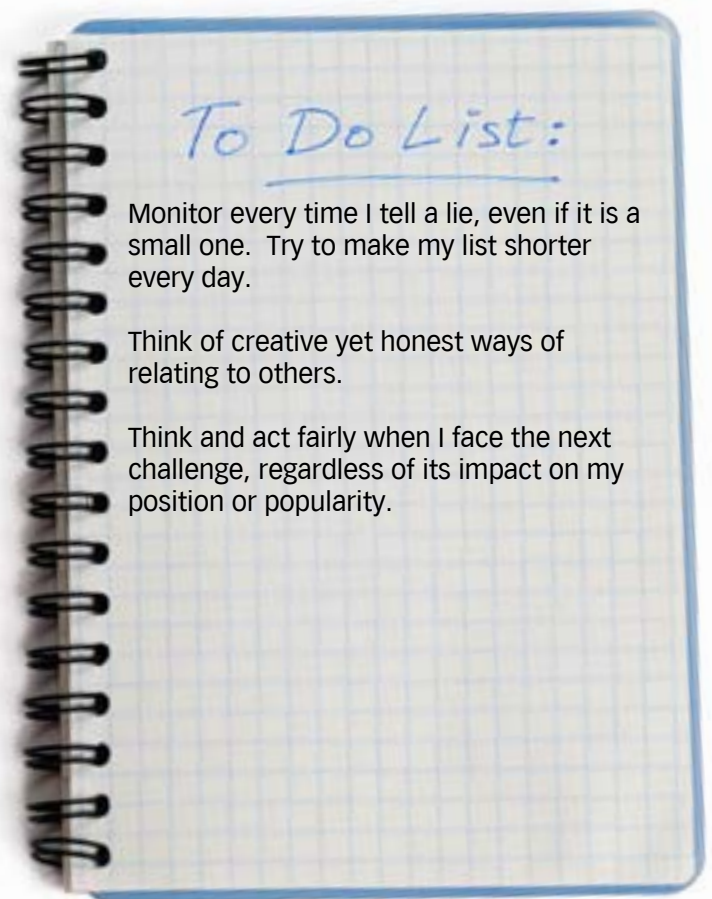 To Do List:
Monitor every time I tell a lie, even if it is a
small one.  Try to make my list shorter
every day.
Think of creative yet honest ways of
relating to others.
Think and act fairly when I face the next
challenge, regardless of its impact on my
position or popularity.